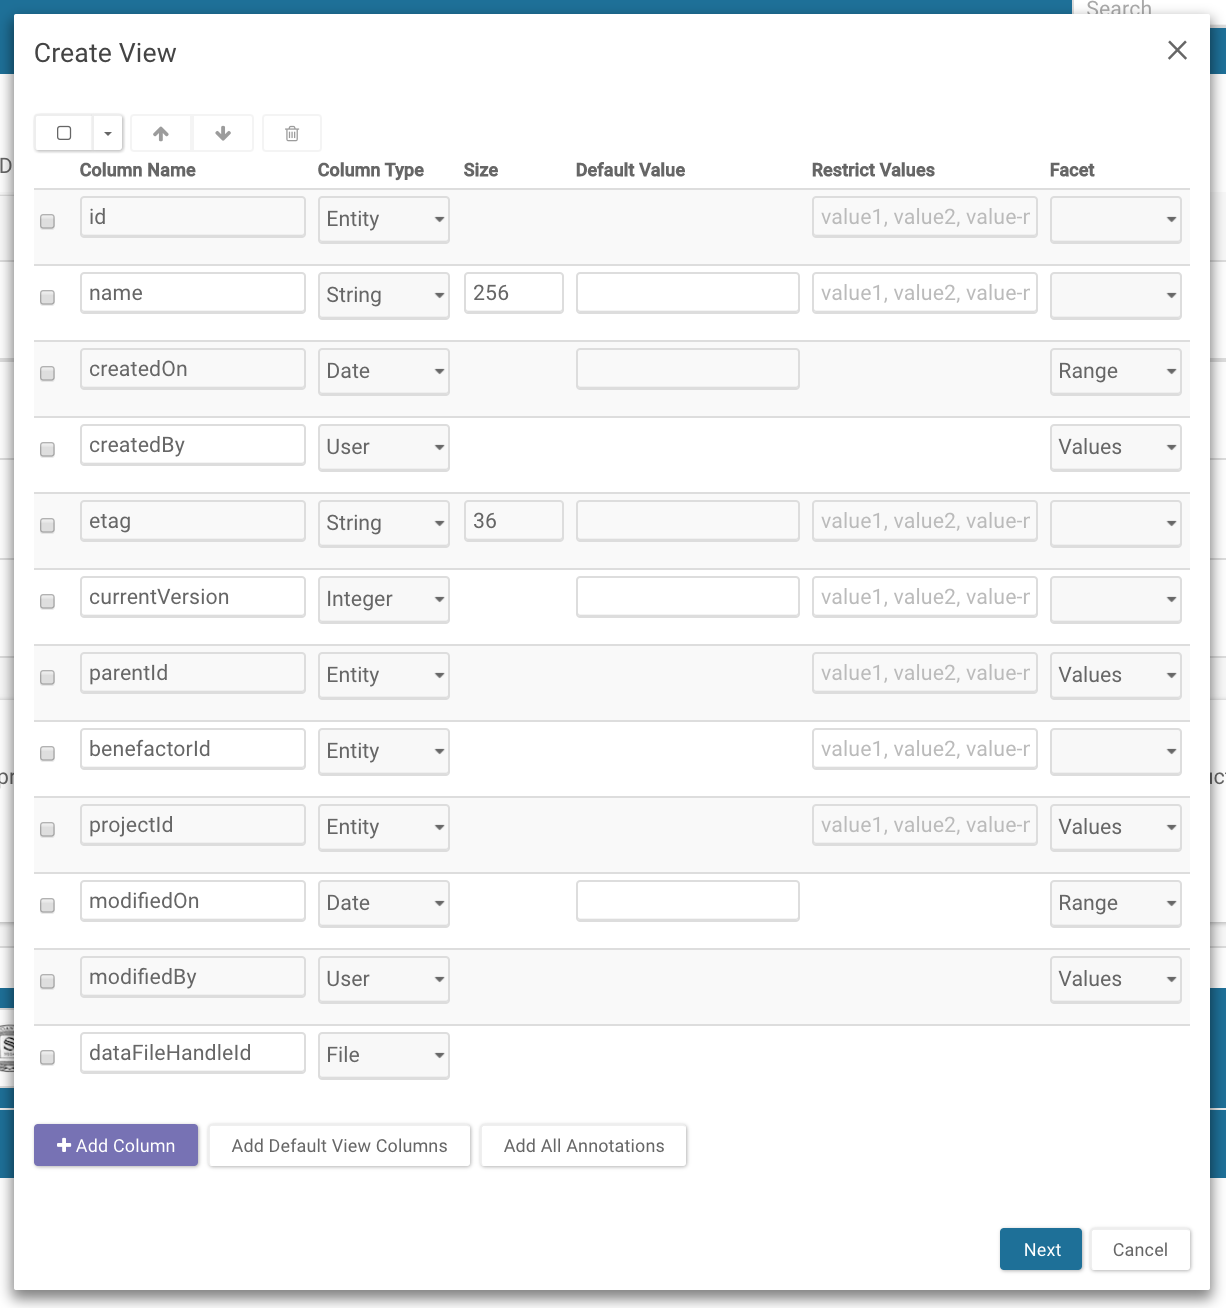 Search
Create View
Column Name Column Type Size Default Value Restrict Values Facet
id Entity value1, value2, value-r
name String 256 value1, value2, value-r
createdOn Date Range
createdBy User Values
etag String 36 value1, value2, value-r
currentVersion Integer value1, value2, value-r
parentId Entity value1, value2, value-r Values
benefactorId Entity value1, value2, value-r
projectId Entity value1, value2, value-r Values
modifiedOn Date Range
modifiedBy User Values
dataFileHandleId File
Add Column Add Default View Columns Add All Annotations
Next Cancel